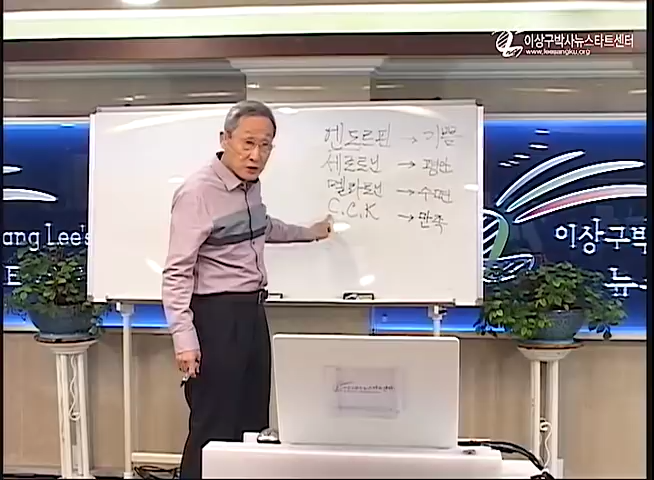 이상구박사뉴스타트센터
www.leesangku.org
엔도르핀 → 기쁨
세로토닌 → 평안
멜라토닌 → 수면
C.C.K → 만족
ang Lee's
이상구박
뉴